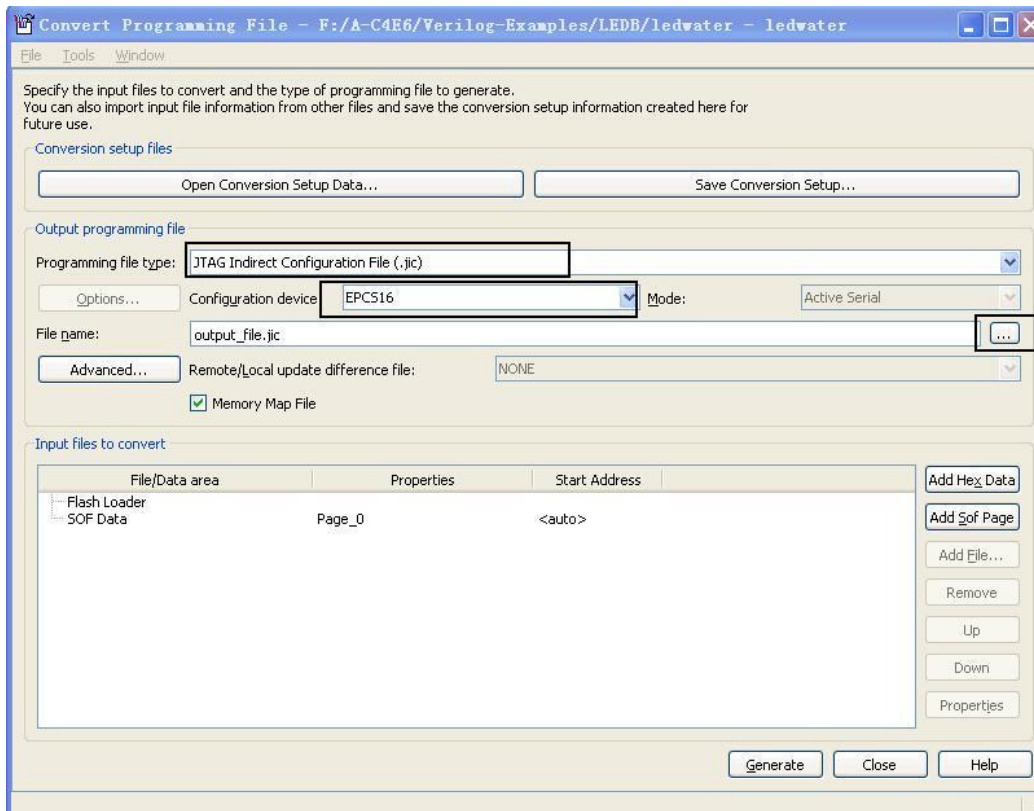 Convert Programming File - F:/A-C4E6/Verilog-Examples/LEDB/ledwater - ledwater
File Tools Window
Specify the input files to convert and the type of programming file to generate.
You can also import input file information from other files and save the conversion setup information created here for
future use.
Conversion setup files
Open Conversion Setup Data... Save Conversion Setup...
Output programming file
Programming file type: JTAG Indirect Configuration File (.jic)
Options... Configuration device EPCS16 Mode: Active Serial
File name: output_file.jic ...
Advanced... Remote/Local update difference file: NONE
Memory Map File
Input files to convert
File/Data area Properties Start Address
Flash Loader
SOF Data Page_0 <auto>
Add Hex Data
Add Sof Page
Add File...
Remove
Up
Down
Properties
Generate Close Help